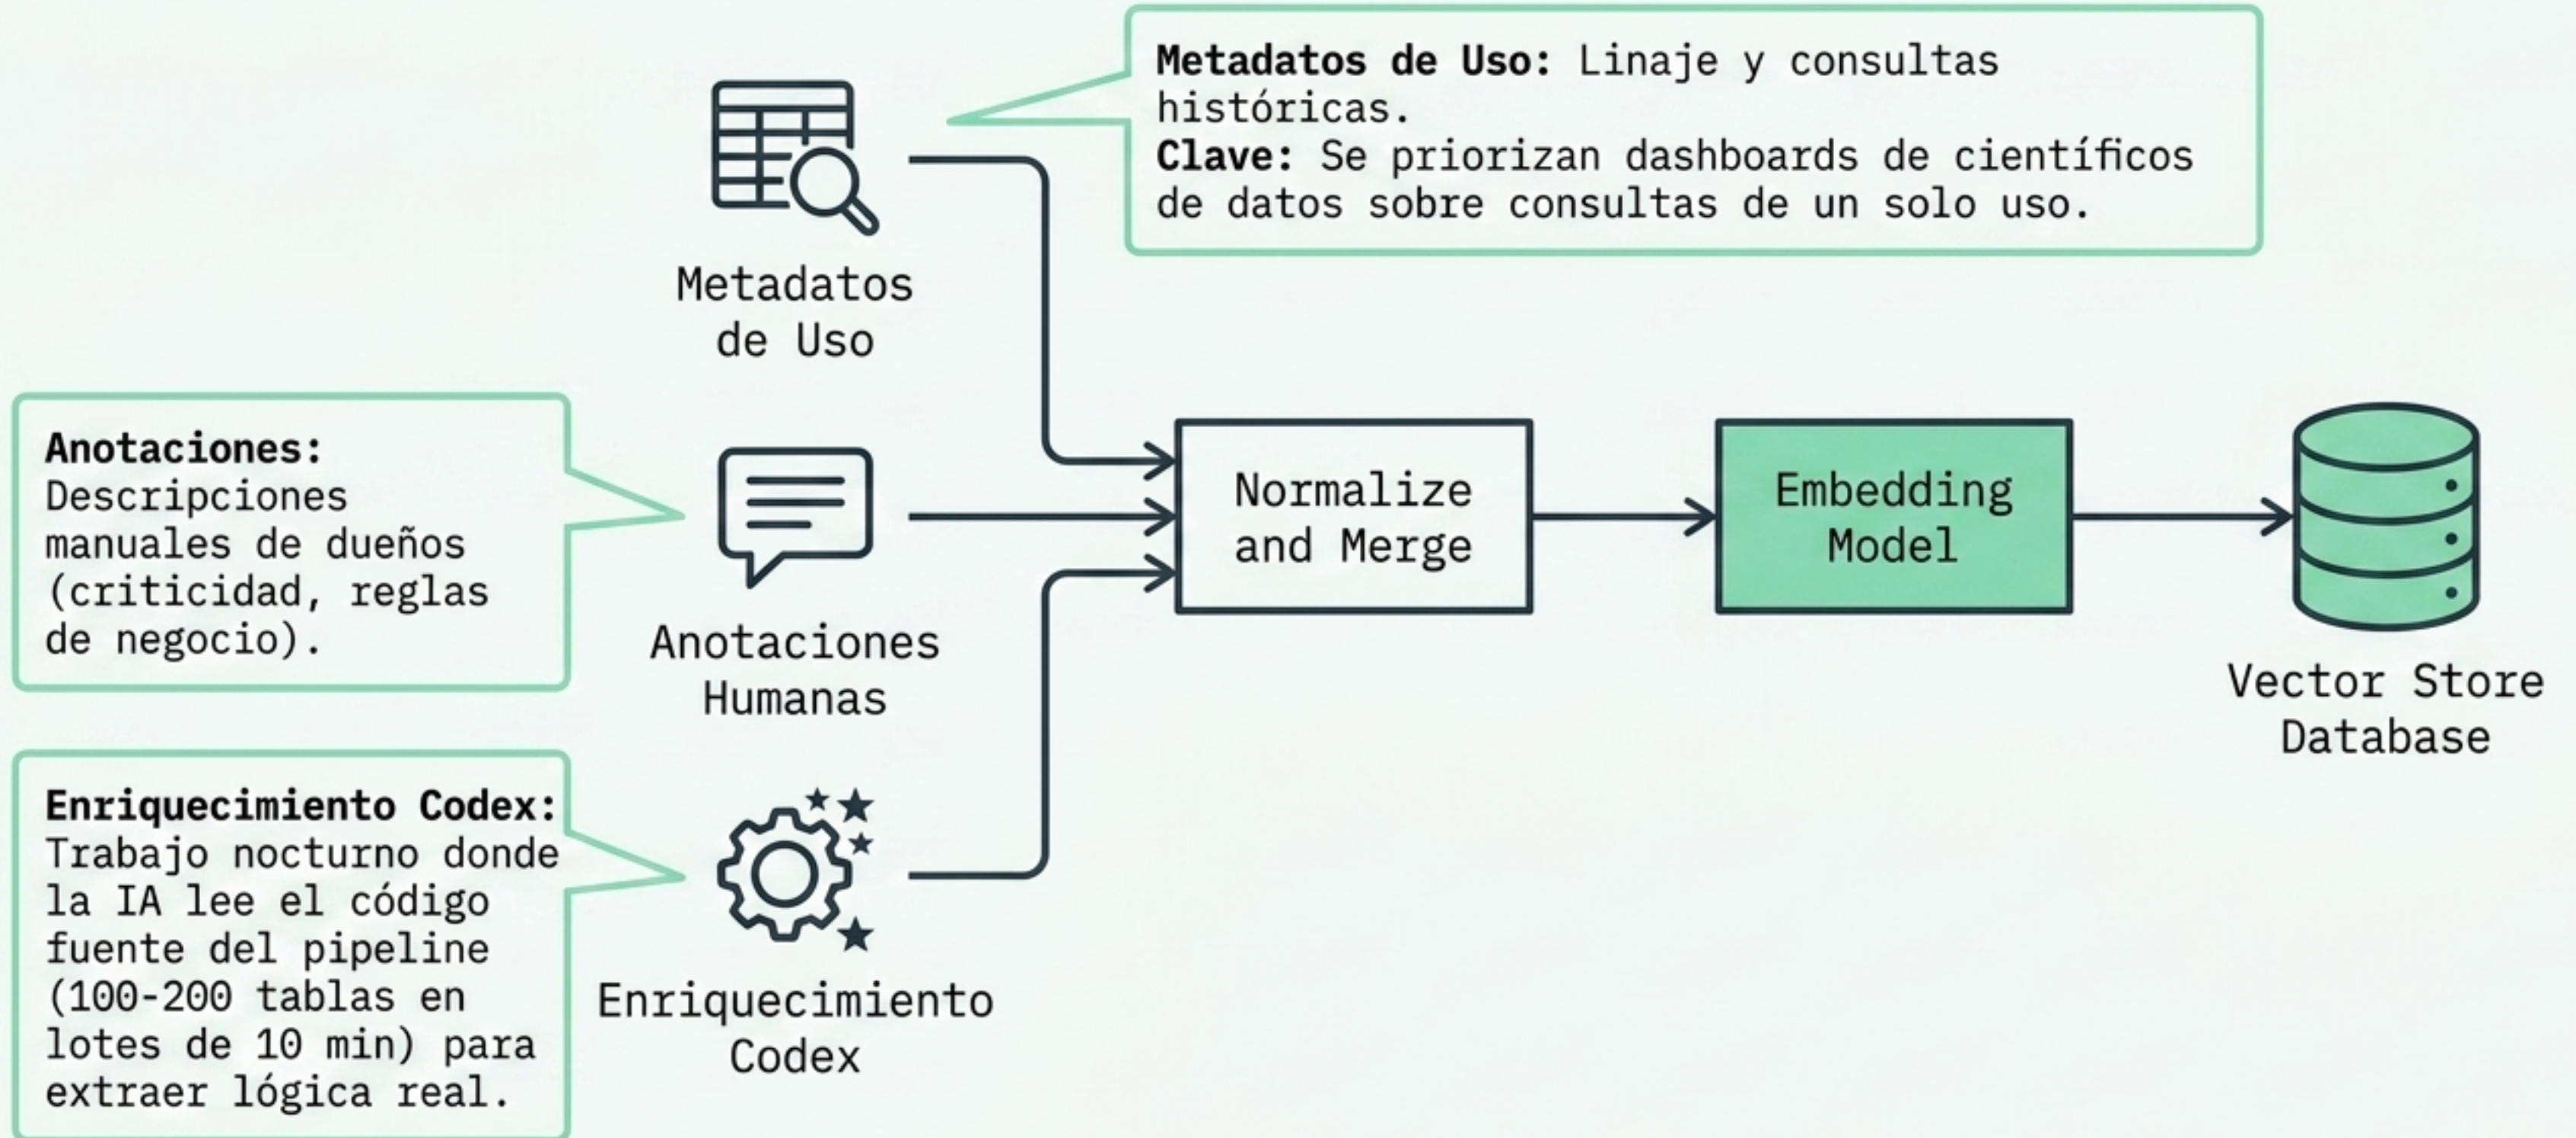 Metadatos de Uso: Linaje y consultas
históricas.
Clave: Se priorizan dashboards de científicos
de datos sobre consultas de un solo uso.
Metadatos
de Uso
Anotaciones:
Descripciones
manuales de dueños
(criticidad, reglas
de negocio).
Anotaciones
Humanas
Normalize
and Merge
Embedding
Model
Vector Store
Database
Enriquecimiento Codex:
Trabajo nocturno donde
la IA lee el código
fuente del pipeline
(100-200 tablas en
lotes de 10 min) para
extraer lógica real.
Enriquecimiento
Codex